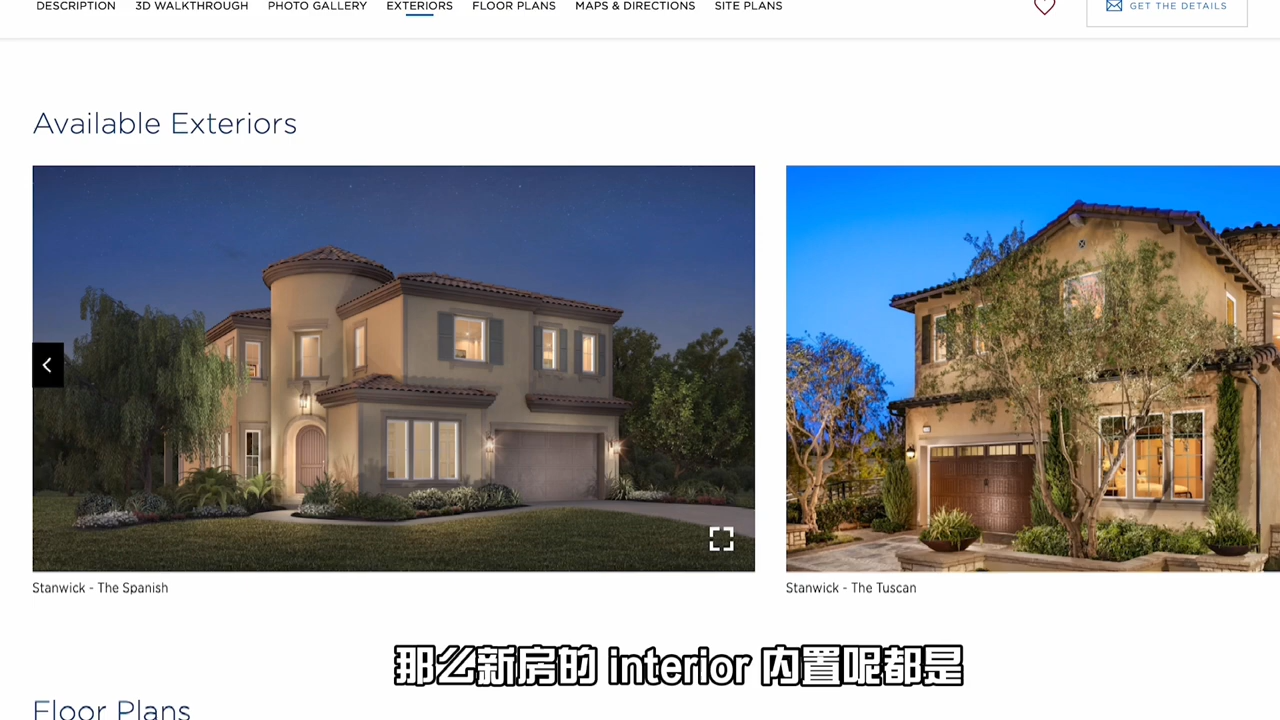 DESCRIPTION 3D WALKTHROUGH PHOTO GALLERY EXTERIORS FLOOR PLANS MAPS & DIRECTIONS SITE PLANS GET THE DETAILS
Available Exteriors
Stanwick - The Spanish
Stanwick - The Tuscan
那么新房的 interior 内置呢都是
Floor Plans